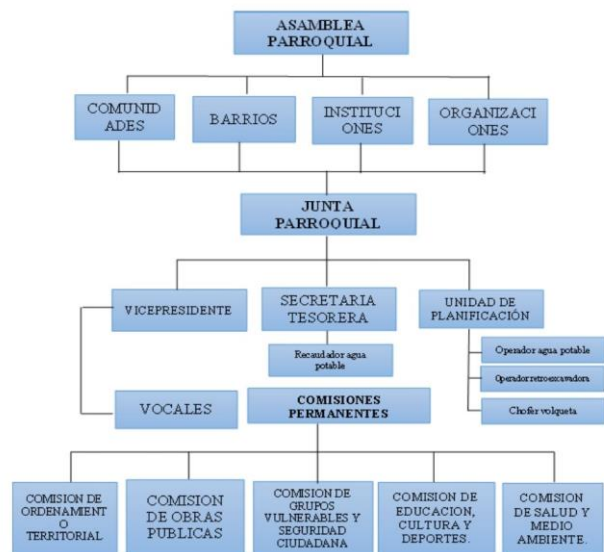 ASAMBLEA
PARROQUIAL
COMUNID
ADES
BARRIOS
INSTITUCI
ONES
ORGANIZACI
ONES
JUNTA
PARROQUIAL
VICEPRESIDENTE
SECRETARIA
TESORERA
UNIDAD DE
PLANIFICACIÓN
Recaudador agua
potable
Operador agua potable
Operador retroexcavadora
Chofer volqueta
VOCALES
COMISIONES
PERMANENTES
COMISION DE
ORDENAMIENT
O
TERRITORIAL
COMISION
DE OBRAS
PUBLICAS
COMISION DE
GRUPOS
VULNERABLES Y
SEGURIDAD
CIUDADANA
COMISION DE
EDUCACION,
CULTURA Y
DEPORTES.
COMISION
DE SALUD Y
MEDIO
AMBIENTE.